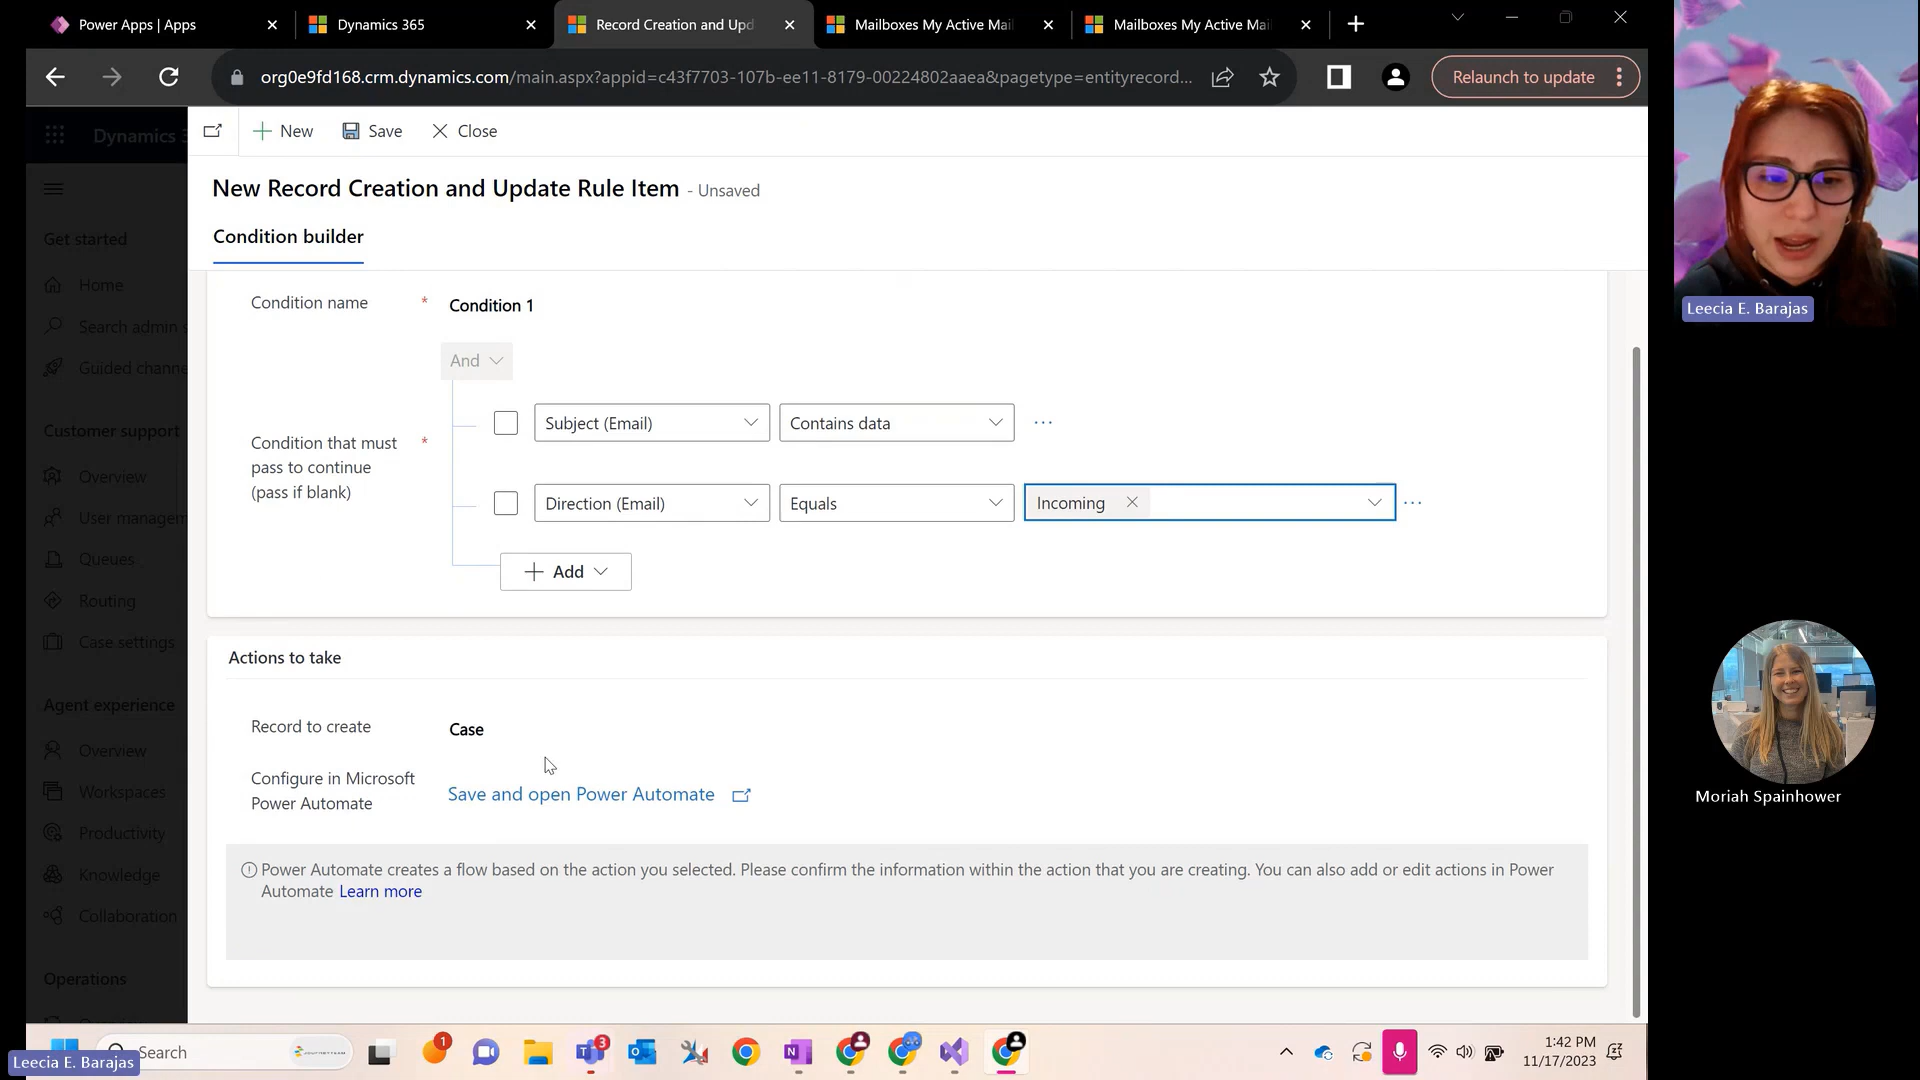 Power Apps | Apps
Dynamics 365
Record Creation and Upd
Mailboxes My Active Mail
Mailboxes My Active Mail
org0e9fd168.crm.dynamics.com/main.aspx?appid=c43f7703-107b-ee11-8179-00224802aaea&pagetype=entityrecord...
Relaunch to update
Dynamics 3
New
Save
Close
New Record Creation and Update Rule Item - Unsaved
Condition builder
Get started
Home
Search admin s
Guided channe
Customer support
Overview
User managem
Queues
Routing
Case settings
Agent experience
Overview
Workspaces
Productivity
Knowledge
Collaboration
Operations
Condition name *
Condition 1
And
Condition that must pass to continue (pass if blank) *
Subject (Email)
Contains data
...
Direction (Email)
Equals
Incoming
...
Add
Actions to take
Record to create
Case
Configure in Microsoft
Power Automate
Save and open Power Automate
Power Automate creates a flow based on the action you selected. Please confirm the information within the action that you are creating. You can also add or edit actions in Power
Automate Learn more
Leecia E. Barajas
Moriah Spainhower
Leecia E. Barajas
Search
1
3
1:42 PM
11/17/2023